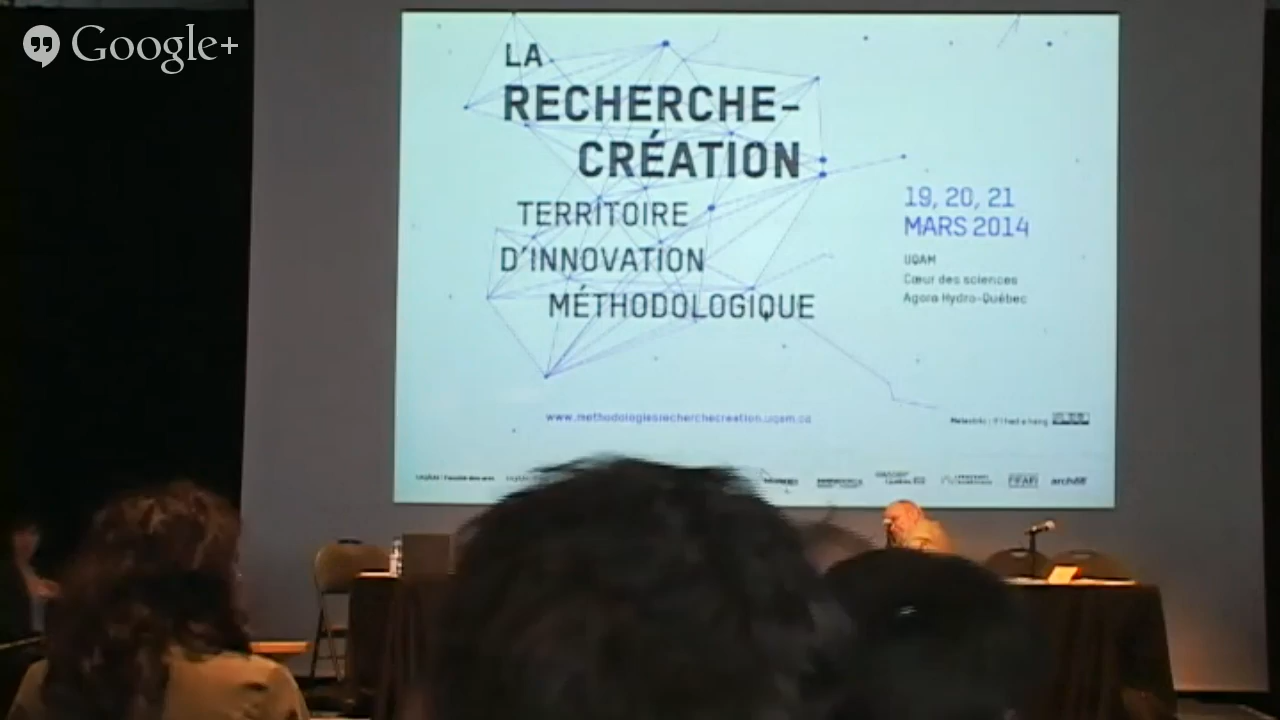 Google+
LA
RECHERCHE-
CRÉATION :
TERRITOIRE
D'INNOVATION
MÉTHODOLOGIQUE
19, 20, 21
MARS 2014
UQAM
Cœur des sciences
Agora Hydro-Québec
www.methodologiesrecherchecreation.uqam.ca